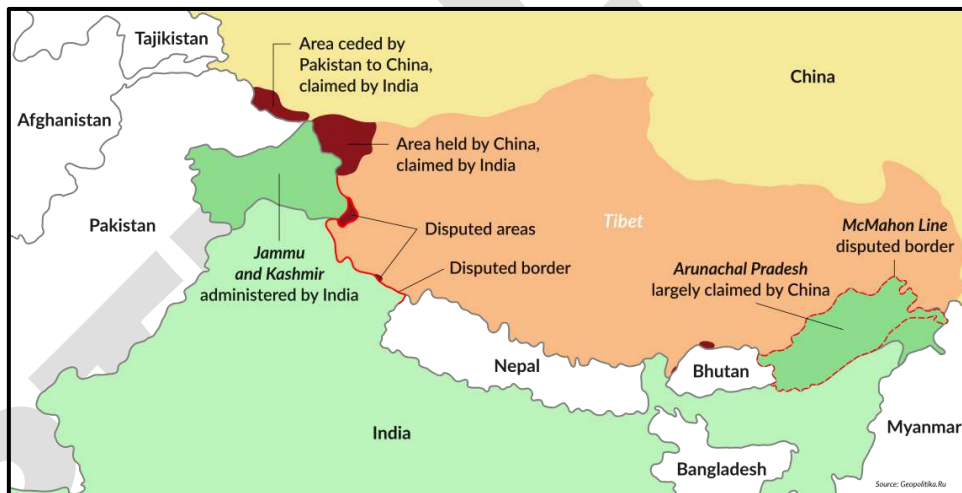 Tajikistan
Area ceded by
Pakistan to China,
claimed by India
China
Afghanistan
Area held by China,
claimed by India
Pakistan
Tibet
McMahon Line
disputed border
Disputed areas
Jammu
and Kashmir
administered by India
Disputed border
Arunachal Pradesh
largely claimed by China
Nepal
Bhutan
India
Myanmar
Bangladesh
Source: Geopolitika.Ru